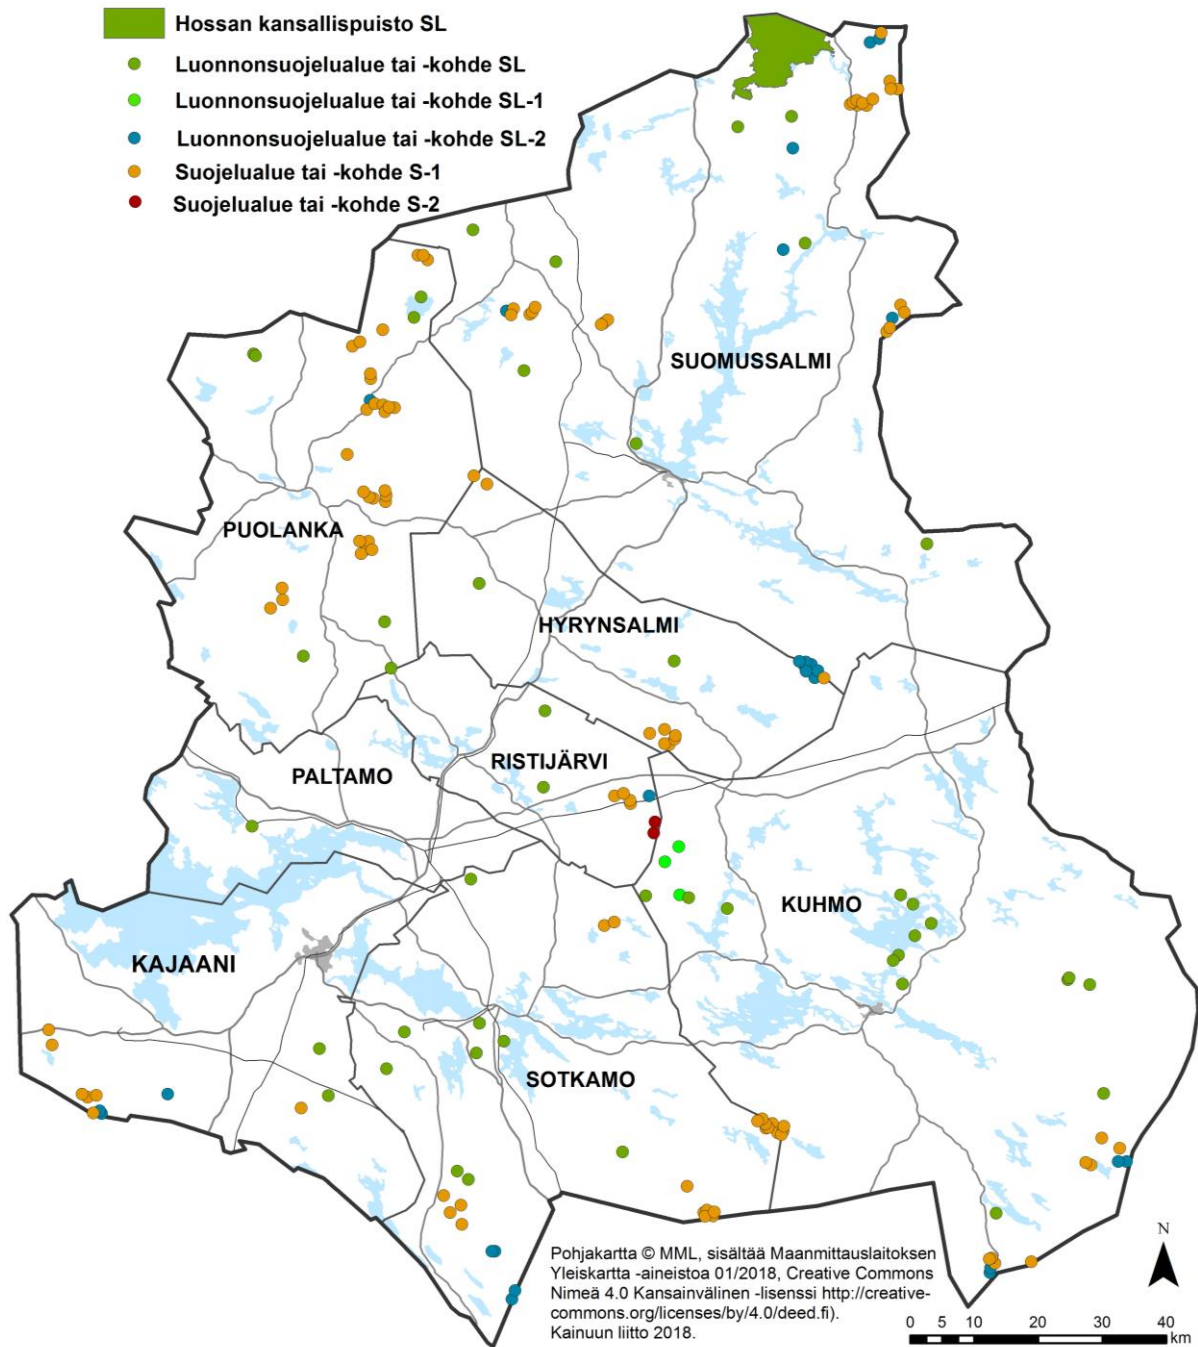 Hossan kansallispuisto SL
Luonnonsuojelualue tai -kohde SL
Luonnonsuojelualue tai -kohde SL-1
Luonnonsuojelualue tai -kohde SL-2
Suojelualue tai -kohde S-1
Suojelualue tai -kohde S-2
SUOMUSSALMI
PUOLANKA
HYRYNSALMI
PALTAMO
RISTIJÄRVI
KUHMO
KAJAANI
SOTKAMO
Pohjakartta © MML, sisältää Maanmittauslaitoksen
Yleiskartta -aineistoa 01/2018, Creative Commons
Nimeä 4.0 Kansainvälinen -lisenssi http://creative-
commons.org/licenses/by/4.0/deed.fi).
Kainuun liitto 2018.
N
0 5 10 20 30 40
km